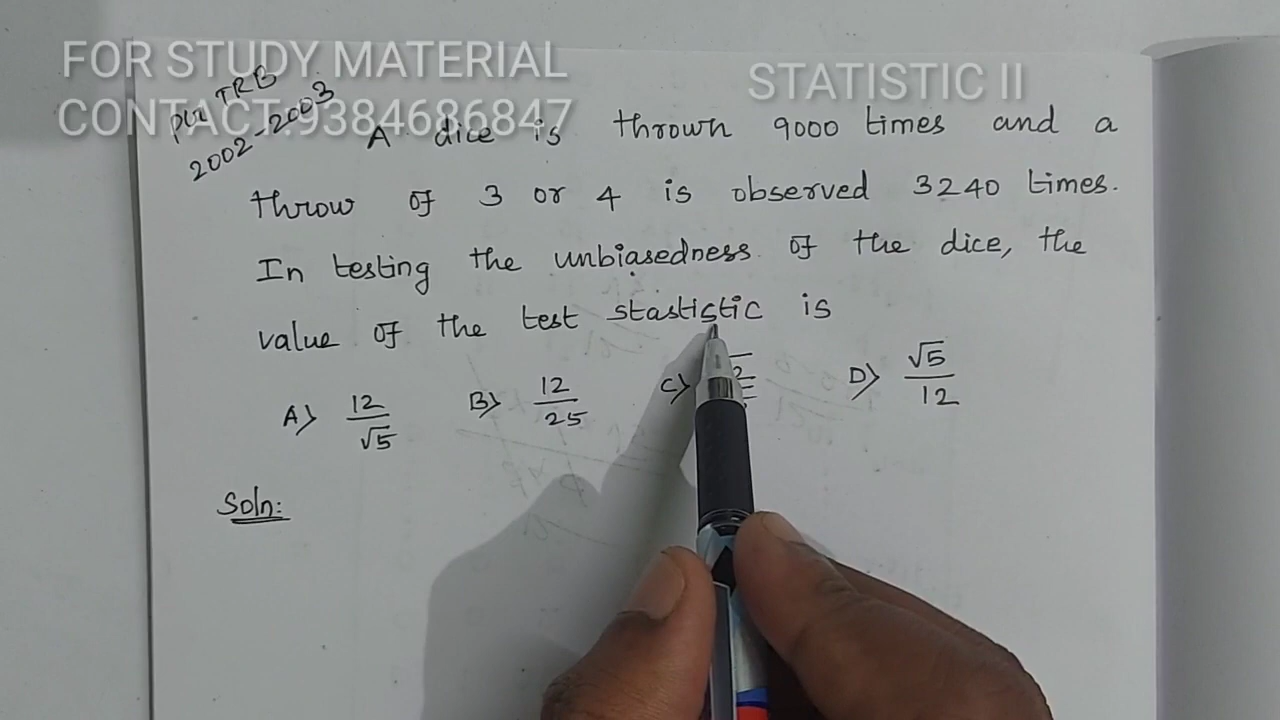 FOR STUDY MATERIAL
CONTACT:9384686847
STATISTIC II
TRB
2002-2003
A dice is thrown 9000 times and a
throw of 3 or 4 is observed 3240 times.
In testing the unbiasedness of the dice, the
value of the test stastistic is
A) 12/√5 B) 12/25 C) D) √5/12
Soln: